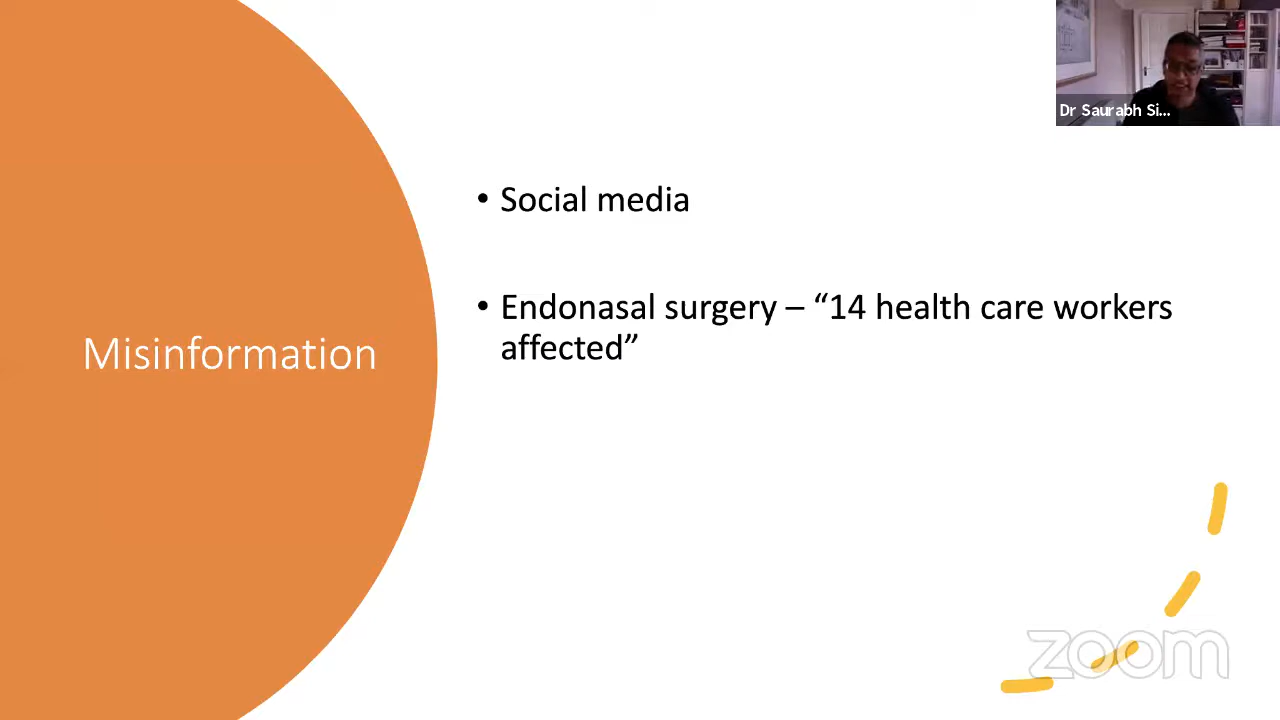 Dr Saurabh Si...
• Social media
• Endonasal surgery – “14 health care workers
affected”
Misinformation
zoom